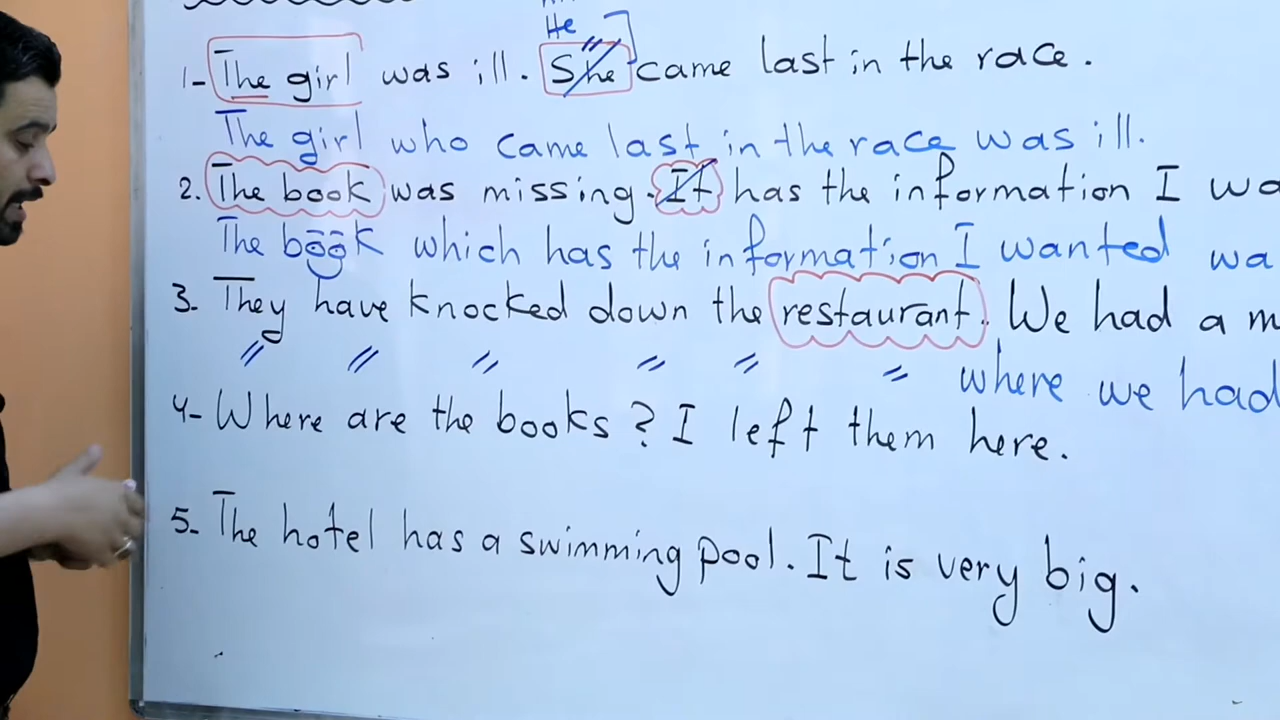 He
1- The girl was ill. She came last in the race.
The girl who came last in the race was ill.
2. The book was missing. It has the information I
The book which has the information I wanted
3. They have knocked down the restaurant. We had a
〃 〃 〃 〃 〃 〃 where we had
4- Where are the books? I left them here.
5- The hotel has a swimming pool. It is very big.